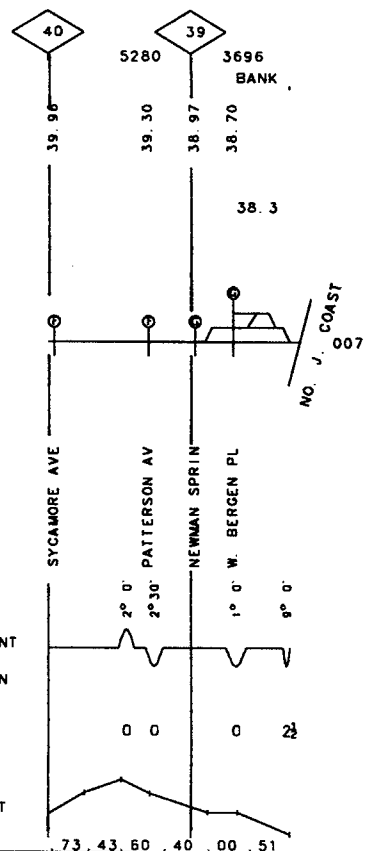 40
39
5280
3696
BANK
39.98
39.30
38.97
38.70
38.3
NO. J. COAST
007
SYCAMORE AVE
PATTERSON AV
NEWMAN SPRIN
W. BERGEN PL
2° 0'
2° 30'
1° 0'
9° 0'
NT
N
0 0 0 2½
T
.73 .43 .60 .40 .00 .51